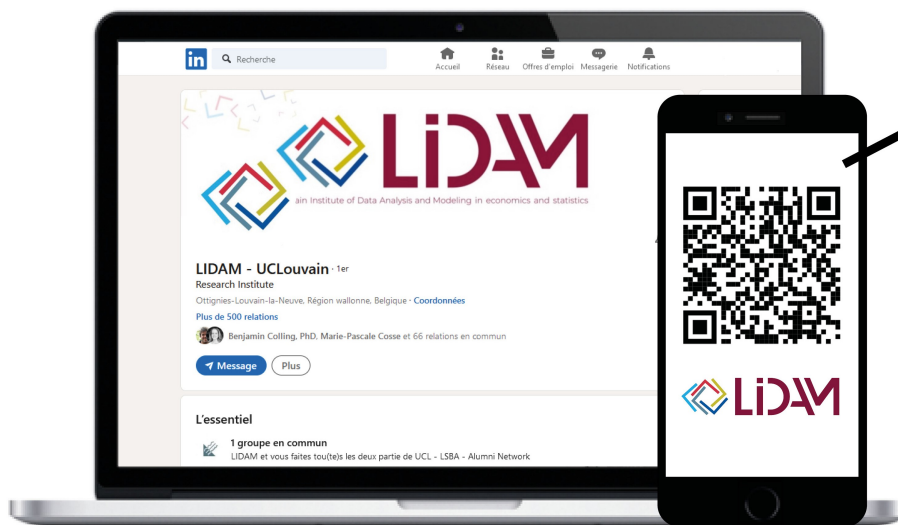 in
Recherche
Accueil
Réseau
Offres d'emploi
Messagerie
Notifications
LiDAM
ain Institute of Data Analysis and Modeling in economics and statistics
LIDAM - UCLouvain · 1er
Research Institute
Ottignies-Louvain-la-Neuve, Région wallonne, Belgique · Coordonnées
Plus de 500 relations
Benjamin Colling, PhD, Marie-Pascale Cosse et 66 relations en commun
Message
Plus
L'essentiel
1 groupe en commun
LIDAM et vous faites tou(te)s les deux partie de UCL - LSBA - Alumni Network
LiDAM